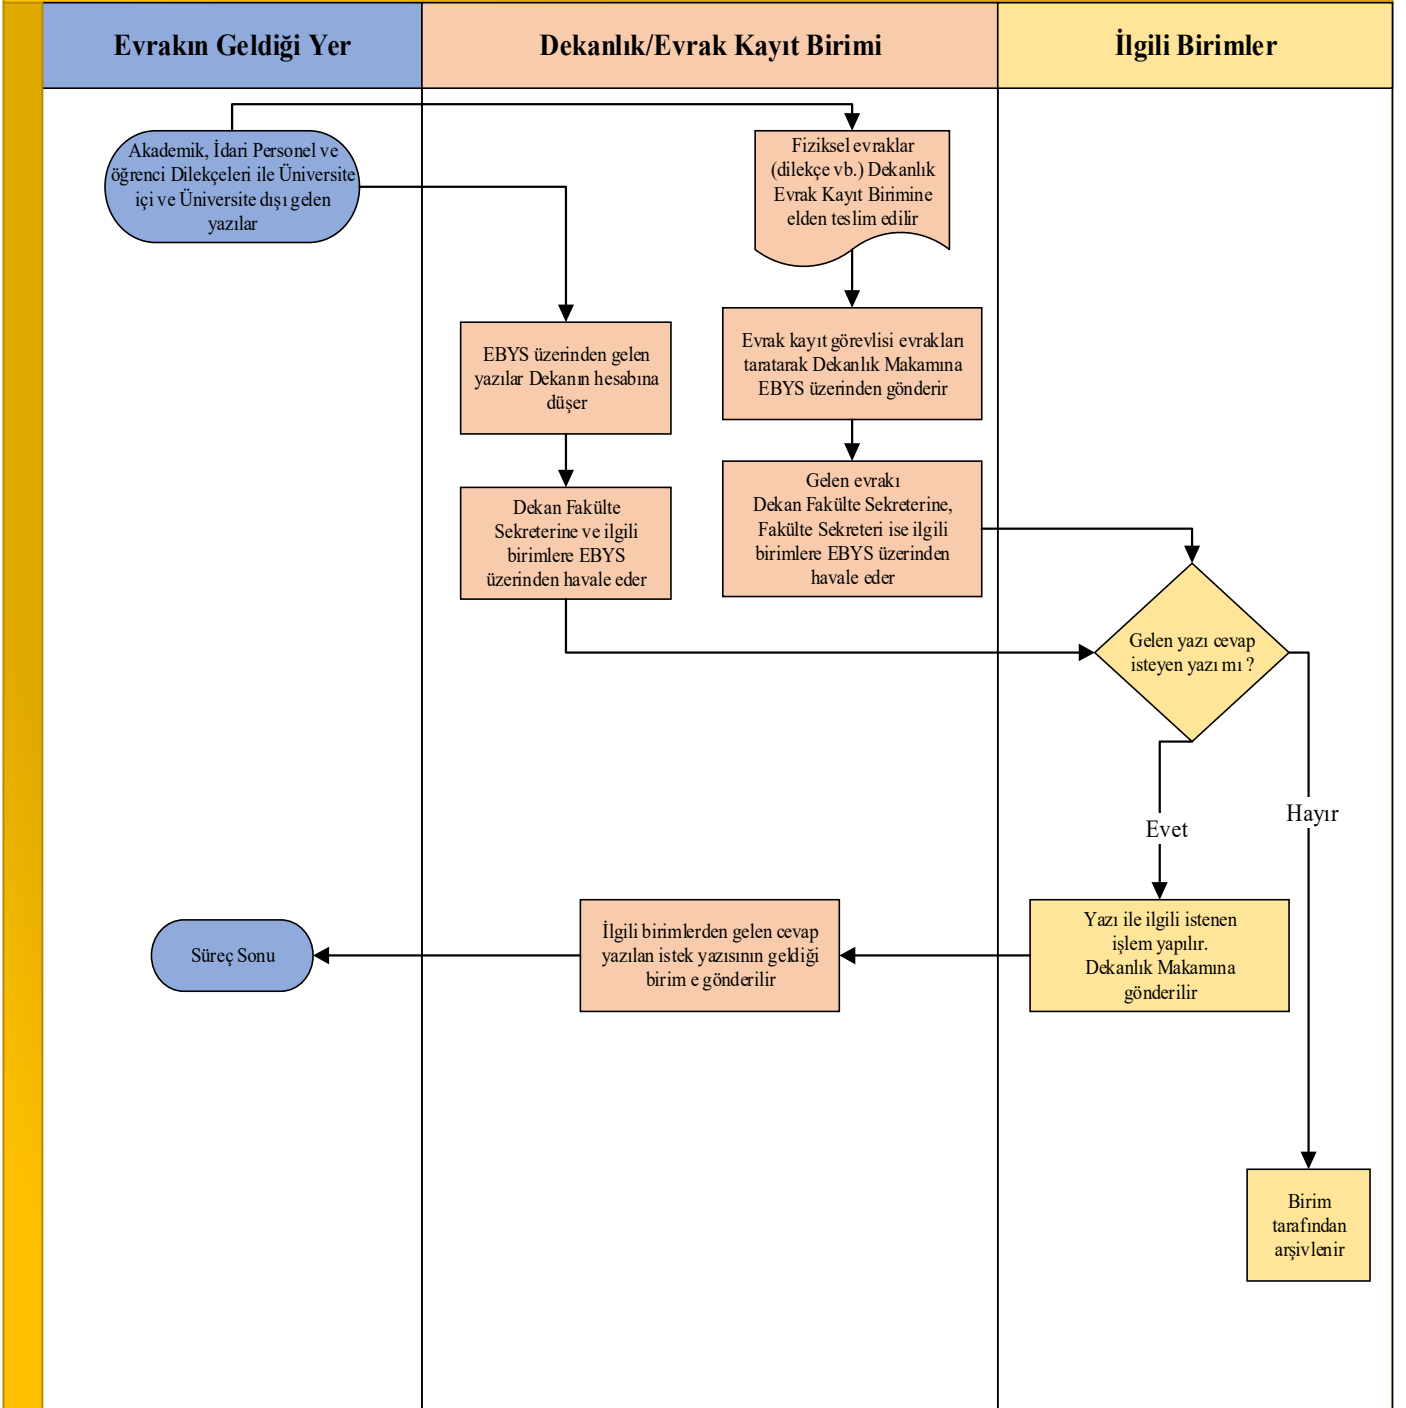 Evrakın Geldiği Yer
Dekanlık/Evrak Kayıt Birimi
İlgili Birimler
Akademik, İdari Personel ve
öğrenci Dilekçeleri ile Üniversite
içi ve Üniversite dışı gelen
yazılar
Fiziksel evraklar
(dilekçe vb.) Dekanlık
Evrak Kayıt Birimine
elden teslim edilir
EBYS üzerinden gelen
yazılar Dekanın hesabına
düşer
Evrak kayıt görevlisi evrakları
taratarak Dekanlık Makamına
EBYS üzerinden gönderir
Dekan Fakülte
Sekreterine ve ilgili
birimlere EBYS
üzerinden havale eder
Gelen evrakı
Dekan Fakülte Sekreterine,
Fakülte Sekreteri ise ilgili
birimlere EBYS üzerinden
havale eder
Gelen yazı cevap
isteyen yazı mı ?
Evet
Hayır
Yazı ile ilgili istenen
işlem yapılır.
Dekanlık Makamına
gönderilir
İlgili birimlerden gelen cevap
yazılan istek yazısının geldiği
birim e gönderilir
Süreç Sonu
Birim
tarafından
arşivlenir